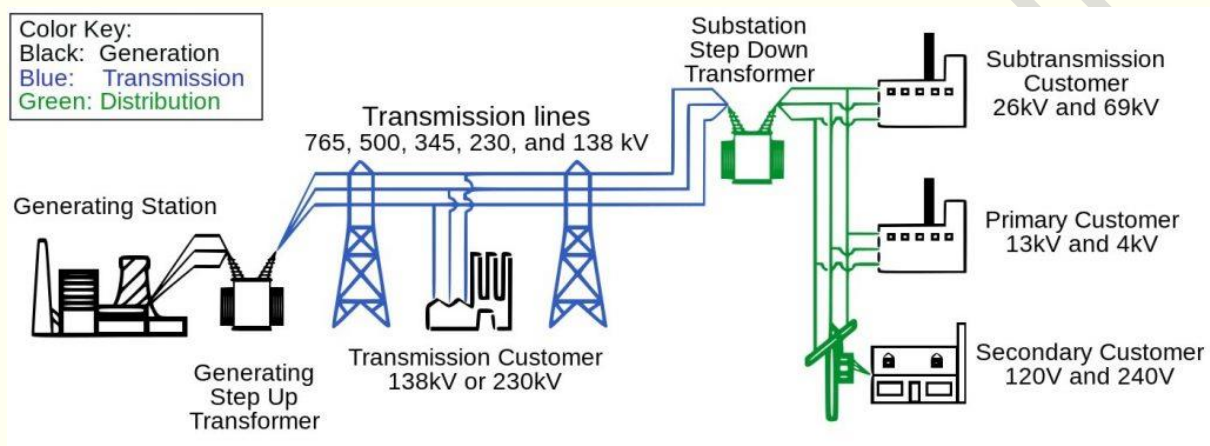 Color Key:
Black: Generation
Blue: Transmission
Green: Distribution
Generating Station
Generating
Step Up
Transformer
Transmission lines
765, 500, 345, 230, and 138 kV
Transmission Customer
138kV or 230kV
Substation
Step Down
Transformer
Subtransmission
Customer
26kV and 69kV
Primary Customer
13kV and 4kV
Secondary Customer
120V and 240V